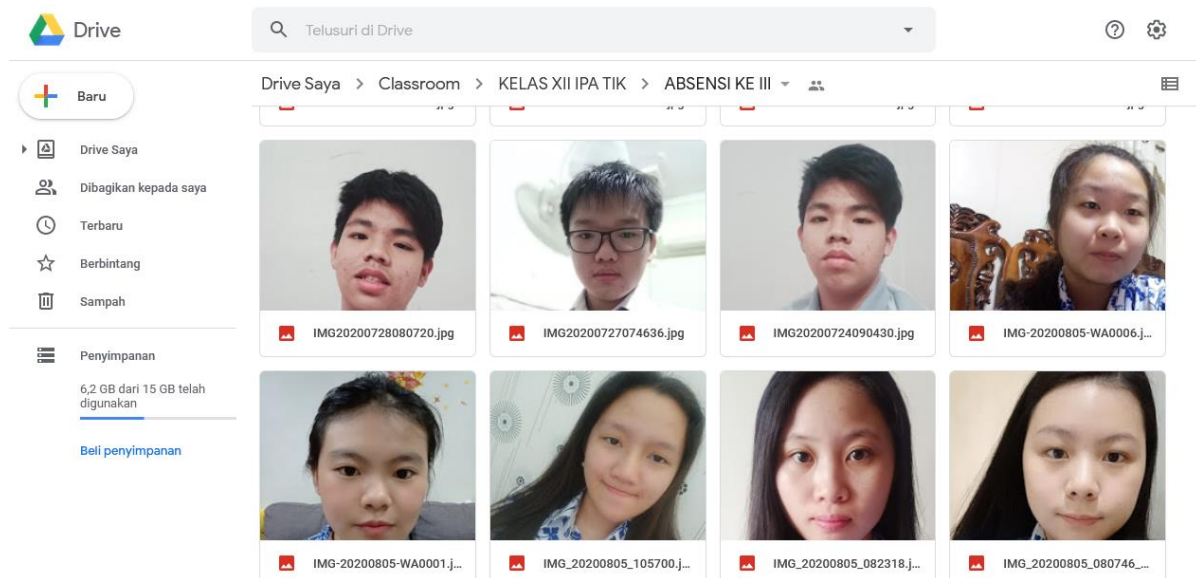 Drive
Telusuri di Drive
Baru
Drive Saya > Classroom > KELAS XII IPA TIK > ABSENSI KE III
Drive Saya
Dibagikan kepada saya
Terbaru
Berbintang
Sampah
Penyimpanan
6,2 GB dari 15 GB telah
digunakan
Beli penyimpanan
IMG20200728080720.jpg
IMG20200727074636.jpg
IMG20200724090430.jpg
IMG-20200805-WA0006.j...
IMG-20200805-WA0001.j...
IMG_20200805_105700.j...
IMG_20200805_082318.j...
IMG_20200805_080746_...